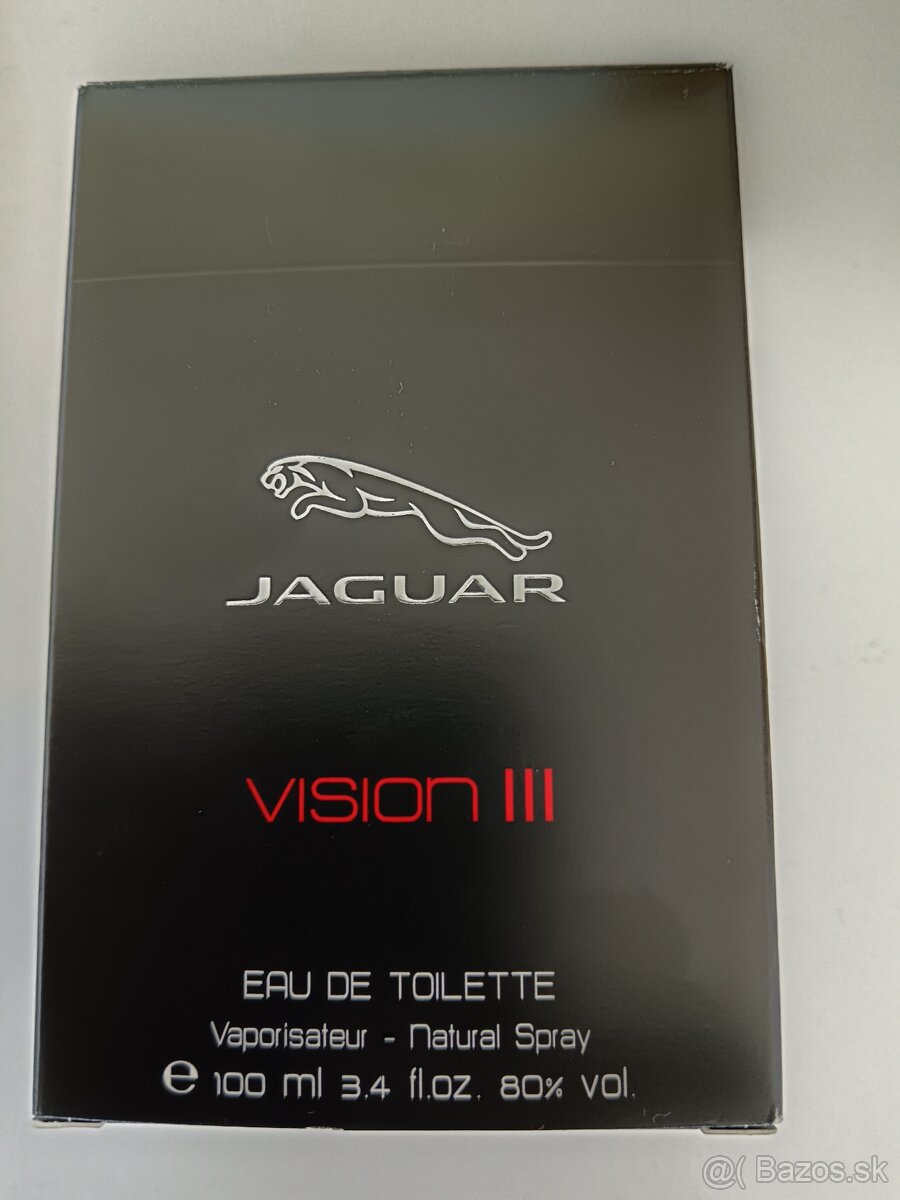 JAGUAR
VISION III
EAU DE TOILETTE
Vaporisateur - Natural Spray
℮ 100 ml 3.4 fl.oz. 80% vol.
@( Bazos.sk